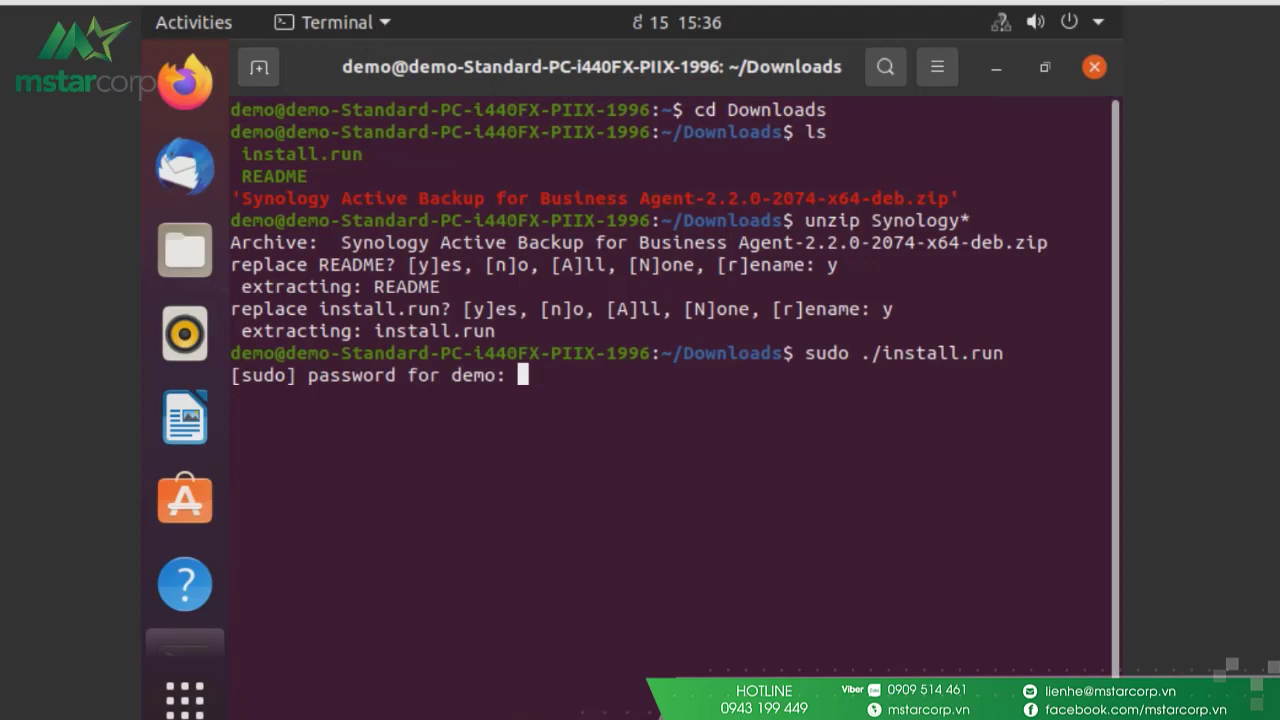 mstarcorp
Activities
Terminal
ธ 15 15:36
demo@demo-Standard-PC-i440FX-PIIX-1996: ~/Downloads
demo@demo-Standard-PC-i440FX-PIIX-1996:~$ cd Downloads
demo@demo-Standard-PC-i440FX-PIIX-1996:~/Downloads$ ls
install.run
README
'Synology Active Backup for Business Agent-2.2.0-2074-x64-deb.zip'
demo@demo-Standard-PC-i440FX-PIIX-1996:~/Downloads$ unzip Synology*
Archive:  Synology Active Backup for Business Agent-2.2.0-2074-x64-deb.zip
replace README? [y]es, [n]o, [A]ll, [N]one, [r]ename: y
extracting: README
replace install.run? [y]es, [n]o, [A]ll, [N]one, [r]ename: y
extracting: install.run
demo@demo-Standard-PC-i440FX-PIIX-1996:~/Downloads$ sudo ./install.run
[sudo] password for demo:
HOTLINE
0943 199 449
Viber Zalo 0909 514 461
mstarcorp.vn
lienhe@mstarcorp.vn
facebook.com/mstarcorp.vn